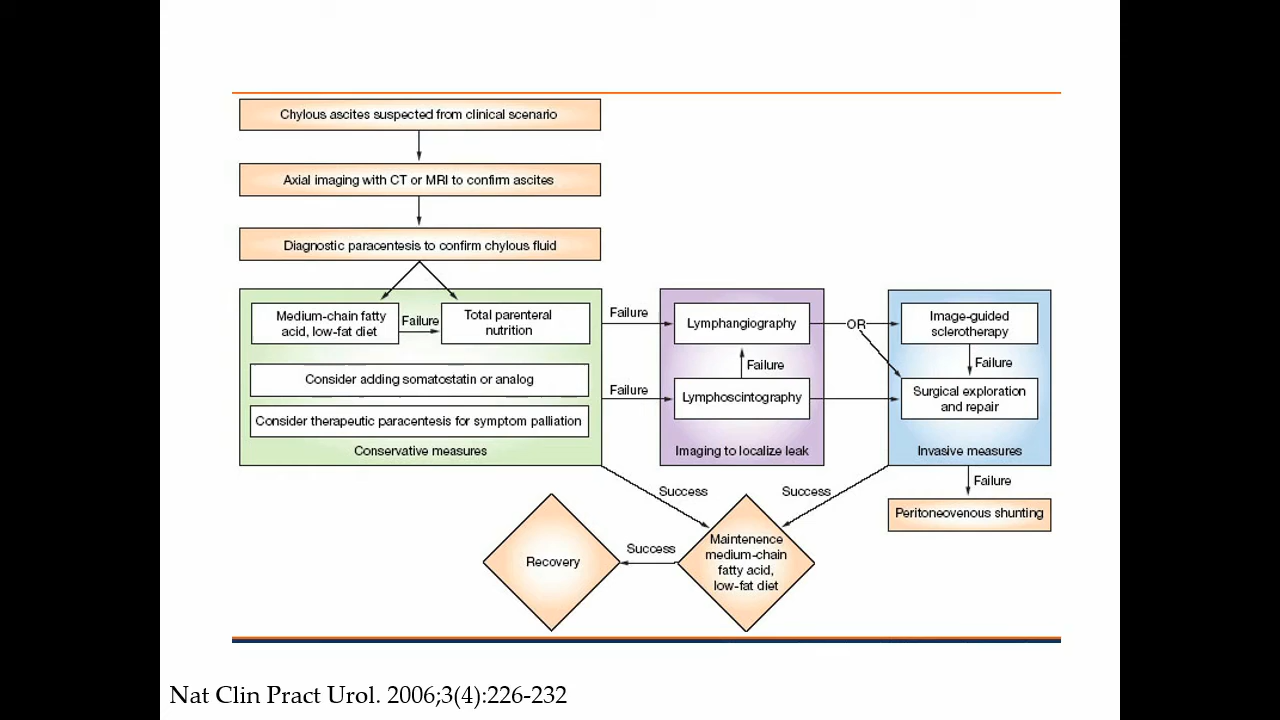 Chylous ascites suspected from clinical scenario
Axial imaging with CT or MRI to confirm ascites
Diagnostic paracentesis to confirm chylous fluid
Medium-chain fatty
acid, low-fat diet
Failure
Total parenteral
nutrition
Consider adding somatostatin or analog
Consider therapeutic paracentesis for symptom palliation
Conservative measures
Failure
Failure
Lymphangiography
Failure
Lymphoscintography
Imaging to localize leak
OR
Image-guided
sclerotherapy
Failure
Surgical exploration
and repair
Invasive measures
Failure
Peritoneovenous shunting
Success
Success
Maintenence
medium-chain
fatty acid,
low-fat diet
Success
Recovery
Nat Clin Pract Urol. 2006;3(4):226-232